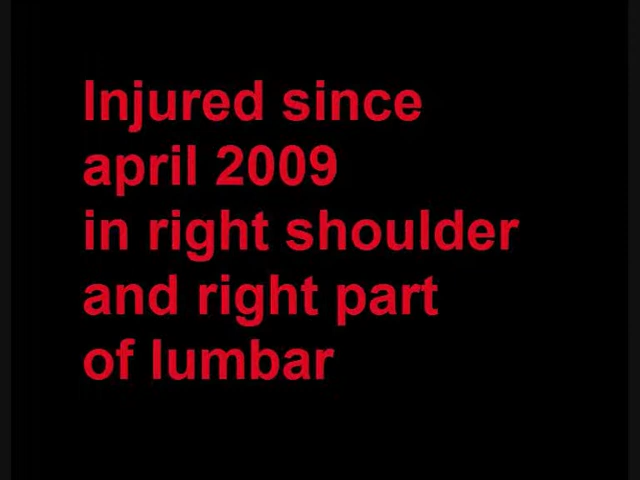 Injured since
april 2009
in right shoulder
and right part
of lumbar